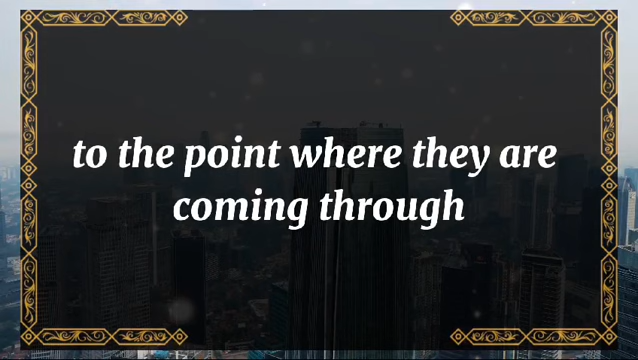 to the point where they are
coming through